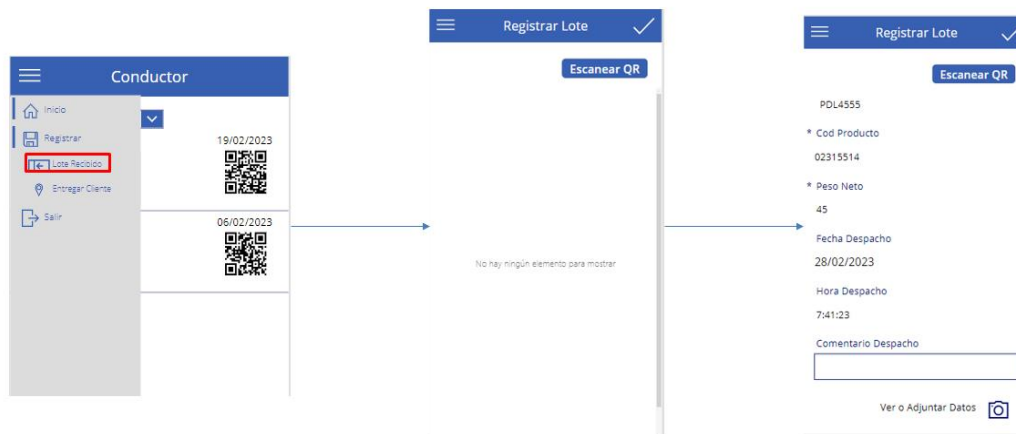 Conductor
Inicio
Registrar
Lote Recibido
Entregar Cliente
Salir
19/02/2023
06/02/2023
Registrar Lote
Escanear QR
No hay ningún elemento para mostrar
Registrar Lote
Escanear QR
PDL4555
* Cod Producto
02315514
* Peso Neto
45
Fecha Despacho
28/02/2023
Hora Despacho
7:41:23
Comentario Despacho
Ver o Adjuntar Datos